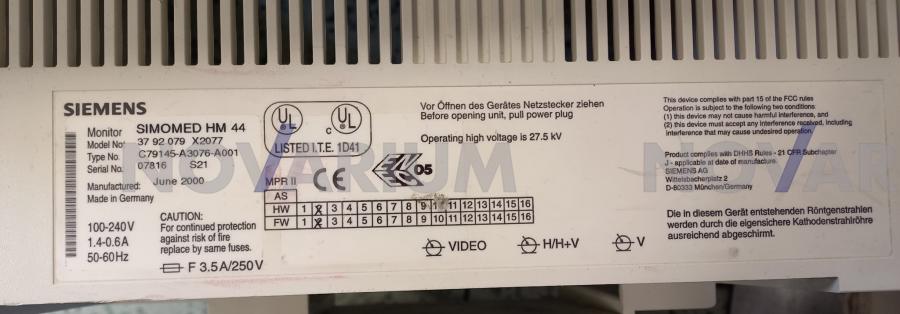 SIEMENS
Monitor SIMOMED HM 44
Model No. 37 92 079 X2077
Type No. C79145-A3076-A001
Serial No. 07816 S21
Manufactured: June 2000
Made in Germany
100-240V
1.4-0.6A
50-60Hz
CAUTION:
For continued protection
against risk of fire
replace by same fuses.
F 3.5A/250V
UL c UL
LISTED I.T.E. 1D41
MPR II CE 05
AS
HW 1 2 3 4 5 6 7 8 9 10 11 12 13 14 15 16
FW 1 2 3 4 5 6 7 8 9 10 11 12 13 14 15 16
Vor Öffnen des Gerätes Netzstecker ziehen
Before opening unit, pull power plug
Operating high voltage is 27.5 kV
VIDEO H/H+V V
This device complies with part 15 of the FCC rules
Operation is subject to the following two conditions:
(1) this device may not cause harmful interference, and
(2) this device must accept any interference received, including
interference that may cause undesired operation.
Product complies with DHHS Rules - 21 CFR Subchapter
J - applicable at date of manufacture.
SIEMENS AG
Wittelsbacherplatz 2
D-80333 München/Germany
Die in diesem Gerät entstehenden Röntgenstrahlen
werden durch die eigensichere Kathodenstrahlröhre
ausreichend abgeschirmt.
NOVARIUM
NOVAR